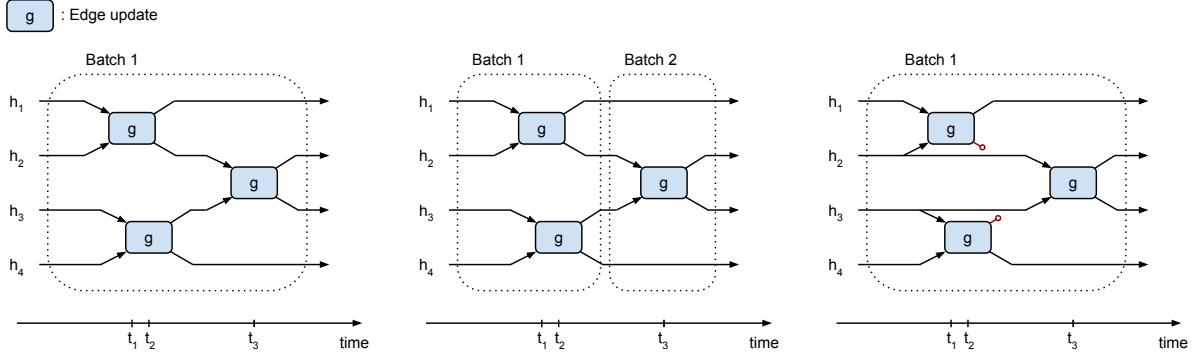 g : Edge update
Batch 1
h1
g
h2
g
h3
g
h4
t1 t2 t3 time
Batch 1 Batch 2
h1
g
h2
g
h3
g
h4
t1 t2 t3 time
Batch 1
h1
g
h2
g
h3
g
h4
t1 t2 t3 time